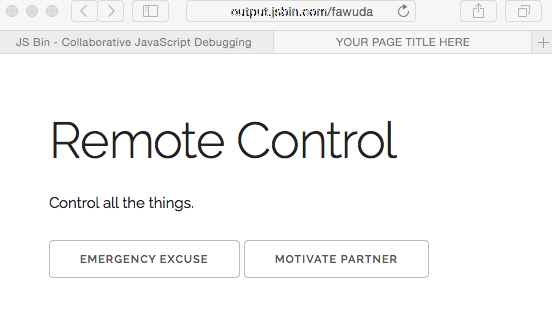 output.jsbin.com/fawuda
JS Bin - Collaborative JavaScript Debugging
YOUR PAGE TITLE HERE
Remote Control
Control all the things.
EMERGENCY EXCUSE
MOTIVATE PARTNER